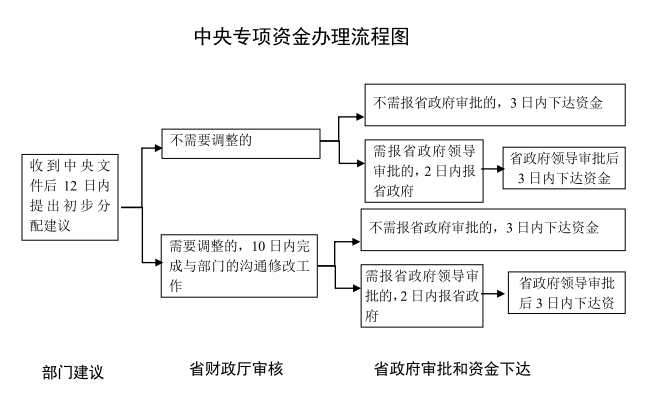 中央专项资金办理流程图
收到中央文
件后 12 日内
提出初步分
配建议
不需要调整的
需要调整的，10 日内完
成与部门的沟通修改工
作
不需报省政府审批的，3 日内下达资金
需报省政府领导
审批的，2 日内报
省政府
省政府领导审批后
3 日内下达资金
不需报省政府审批的，3 日内下达资金
需报省政府领导审
批的，2 日内报省政
府
省政府领导审批
后 3 日内下达资
部门建议
省财政厅审核
省政府审批和资金下达